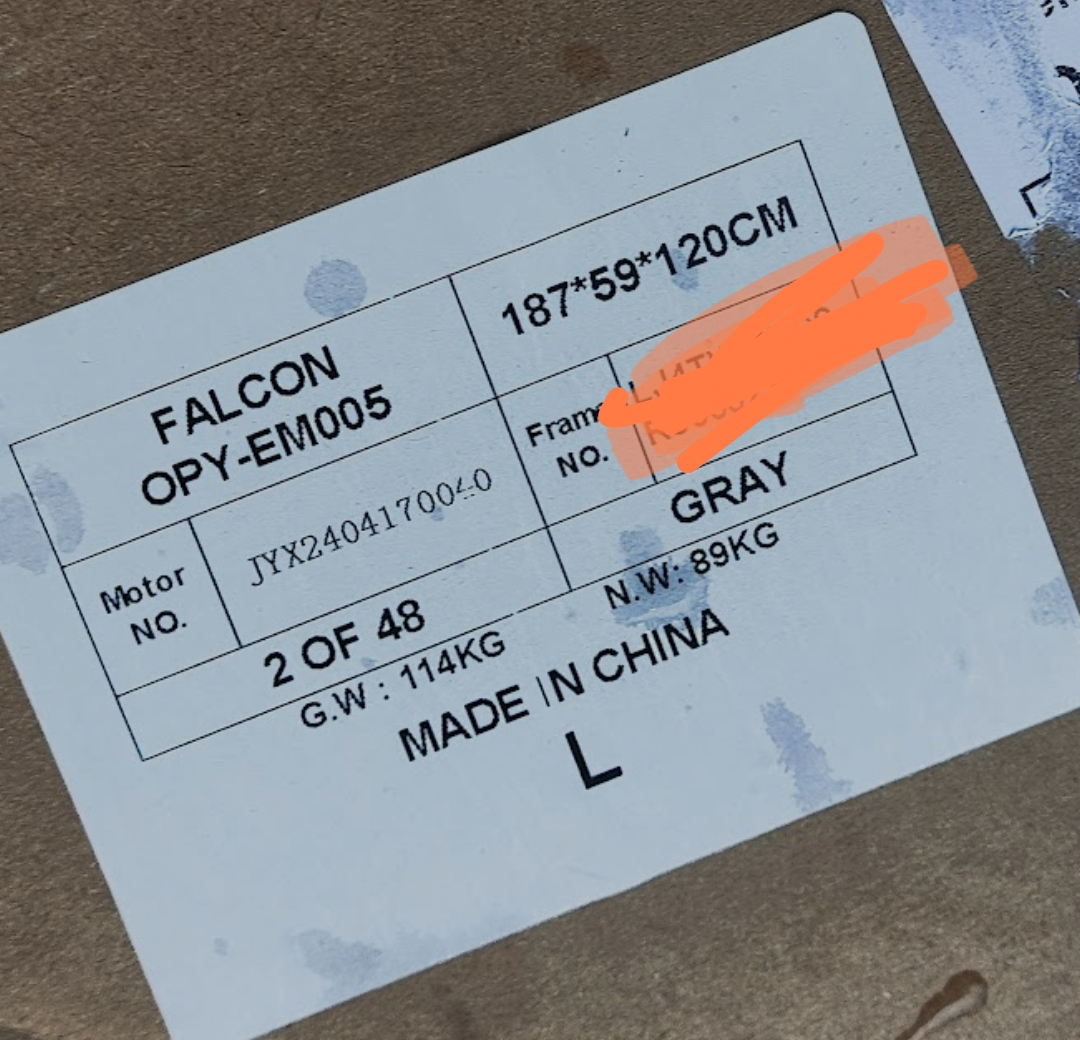 FALCON
OPY-EM005
187*59*120CM
Motor
NO.
Frame
NO.
2 OF 48
GRAY
G.W : 114KG
N.W: 89KG
MADE IN CHINA
L